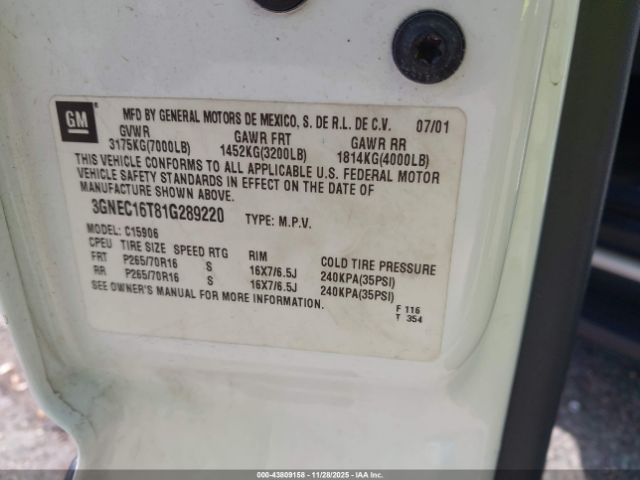 GM
MFD BY GENERAL MOTORS DE MEXICO, S. DE R.L. DE C.V. 07/01
GVWR GAWR FRT GAWR RR
3175KG(7000LB) 1452KG(3200LB) 1814KG(4000LB)
THIS VEHICLE CONFORMS TO ALL APPLICABLE U.S. FEDERAL MOTOR
VEHICLE SAFETY STANDARDS IN EFFECT ON THE DATE OF
MANUFACTURE SHOWN ABOVE.
3GNEC16T81G289220 TYPE: M.P.V.
MODEL: C15906
CPEU TIRE SIZE SPEED RTG RIM COLD TIRE PRESSURE
FRT P265/70R16 S 16X7/6.5J 240KPA(35PSI)
RR P265/70R16 S 16X7/6.5J 240KPA(35PSI)
SEE OWNER'S MANUAL FOR MORE INFORMATION.
F 116
T 354
000-43809158 | 11/28/2025 | IAAI.COM